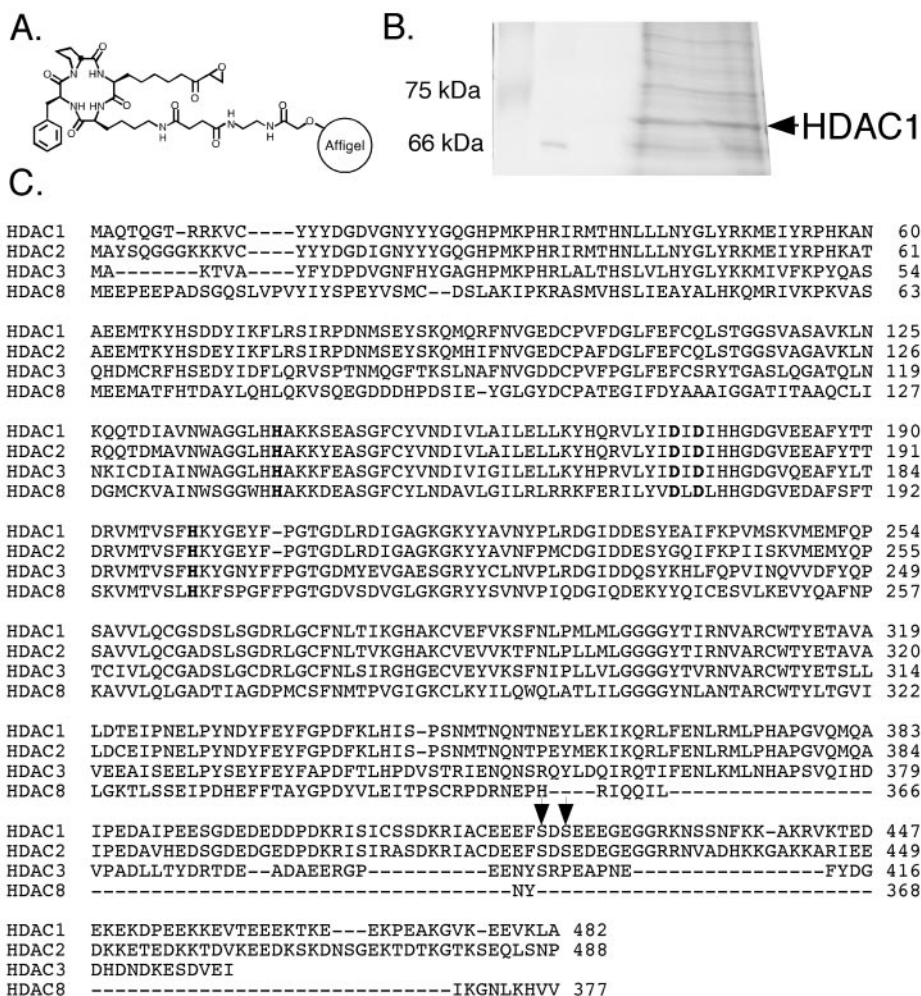 A.
B.
O
O
N
HN
O
O
O
NH
HN
O
O
N
H
O
O
H
N
N
H
O
O
Affigel
75 kDa
66 kDa
HDAC1
C.
HDAC1 MAQTQGT-RRKVC----YYYDGDVGNYYYGQGHPMKPHRIRMTHNLLLNYGLYRKMEIYRPHKAN 60
HDAC2 MAYSQGGGKKKVC----YYYDGDIGNYYYGQGHPMKPHRIRMTHNLLLNYGLYRKMEIYRPHKAT 61
HDAC3 MA-------KTVA----YFYDPDVGNFHYGAGHPMKPHRLALTHSLVLHYGLYKKMIVFKPYQAS 54
HDAC8 MEEPEEPADSGQSLVPVYIYSPEYVSMC--DSLAKIPKRASMVHSLIEAYALHKQMRIVKPKVAS 63
HDAC1 AEEMTKYHSDDYIKFLRSIRPDNMSEYSKQMQRFNVGEDCPVFDGLFEFCQLSTGGSVASAVKLN 125
HDAC2 AEEMTKYHSDEYIKFLRSIRPDNMSEYSKQMHIFNVGEDCPAFDGLFEFCQLSTGGSVAGAVKLN 126
HDAC3 QHDMCRFHSEDYIDFLQRVSPTNMQGFTKSLNAFNVGDDCPVFPGLFEFCSRYTGASLQGATQLN 119
HDAC8 MEEMATFHTDAYLQHLQKVSQEGDDDHPDSIE-YGLGYDCPATEGIFDYAAAIGGATITAAQCLI 127
HDAC1 KQQTDIAVNWAGGLHHAKKSEASGFCYVNDIVLAILELLKYHQRVLYIDIDIHHGDGVEEAFYTT 190
HDAC2 RQQTDMAVNWAGGLHHAKKSEASGFCYVNDIVLAILELLKYHQRVLYIDIDIHHGDGVEEAFYTT 191
HDAC3 NKICDIAINWAGGLHHAKKFEASGFCYVNDIVIGILELLKYHPRVLYIDIDIHHGDGVQEAFYLT 184
HDAC8 DGMCKVAINWSGGWHHAKKDEASGFCYLNDAVLGILRLRRKFERILYVDLDLHHGDGVEDAFSFT 192
HDAC1 DRVMTVSFHKYGEYF-PGTGDLRDIGAGKGKYYAVNYPLRDGIDDESYEAIFKPVMSKVMEMFQP 254
HDAC2 DRVMTVSFHKYGEYF-PGTGDLRDIGAGKGKYYAVNFPMCDGIDDESYGQIFKPIISKVMEMYQP 255
HDAC3 DRVMTVSFHKYGNYFFPGTGDMYEVGAESGRYYCLNVPLRDGIDDQSYKHLFQPVINQVVDFYQP 249
HDAC8 SKVMTVSLHKFSPGFFPGTGDVSDVGLGKGRYYSVNVPIQDGIQDEKYYQICESVLKEVYQAFNP 257
HDAC1 SAVVLQCGSDSLSGDRLGCFNLTIKGHAKCVEFVKSFNLPMLMLGGGGYTIRNVARCWTYETAVA 319
HDAC2 SAVVLQCGADSLSGDRLGCFNLTVKGHAKCVEVVKTFNLPLLMLGGGGYTIRNVARCWTYETAVA 320
HDAC3 TCIVLQCGADSLGCDRLGCFNLSIRGHGECVEYVKSFNIPLLVLGGGGYTVRNVARCWTYETSLL 314
HDAC8 KAVVLQLGADTIAGDPMCSFNMTPVGIGKCLKYILQWQLATLILGGGGYNLANTARCWTYLTGVI 322
HDAC1 LDTEIPNELPYNDYFEYFGPDFKLHIS-PSNMTNQNTNEYLEKIKQRLFENLRMLPHAPGVQMQA 383
HDAC2 LDCEIPNELPYNDYFEYFGPDFKLHIS-PSNMTNQNTPEYMEKIKQRLFENLRMLPHAPGVQMQA 384
HDAC3 VEEAISEELPYSEYFEYFAPDFTLHPDVSTRIENQNSRQYLDQIRQTIFENLKMLNHAPSVQIHD 379
HDAC8 LGKTLSSEIPDHEFFTAYGPDYVLEITPSCRPDRNEPH----RIQQIL----------------- 366
HDAC1 IPEDAIPEESGDEDEDDPDKRISICSSDKRIACEEEFSDSEEEGEGGRKNSSNFKK-AKRVKTED 447
HDAC2 IPEDAVHEDSGDEDGEDPDKRISIRASDKRIACDEEFSDSEDEGEGGRRNVADHKKGAKKARIEE 449
HDAC3 VPADLLTYDRTDE--ADAEERGP----------EENYSRPEAPNE----------------FYDG 416
HDAC8 -----------------------------------NY---------------------------- 368
HDAC1 EKEKDPEEKKEVTEEEKTKE---EKPEAKGVK-EEVKLA 482
HDAC2 DKKETEDKKTDVKEEDKSKDNSGEKTDTKGTKSEQLSNP 488
HDAC3 DHDNDKESDVEI
HDAC8 ------------------------------IKGNLKHVV 377